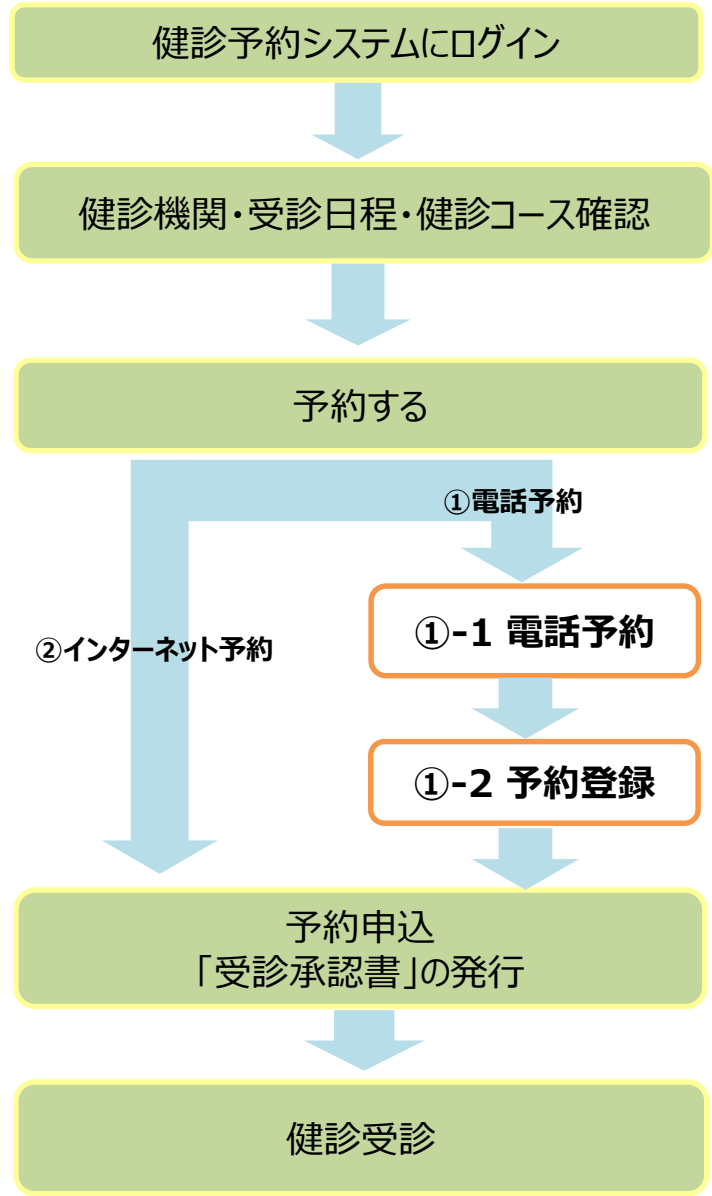 健診予約システムにログイン
健診機関・受診日程・健診コース確認
予約する
①電話予約
②インターネット予約
①-1 電話予約
①-2 予約登録
予約申込
「受診承認書」の発行
健診受診